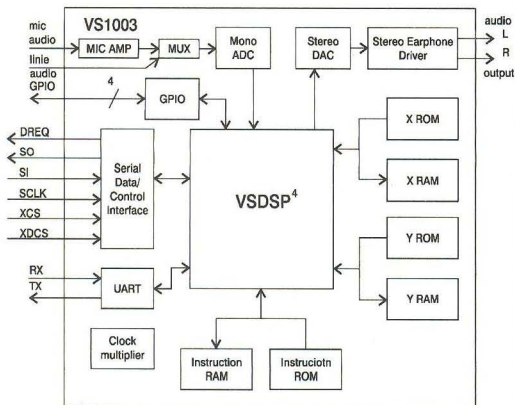 VS1003
mic
audio
linie
audio
GPIO
MIC AMP
MUX
Mono
ADC
Stereo
DAC
Stereo Earphone
Driver
audio
L
R
output
4
GPIO
DREQ
SO
SI
SCLK
XCS
XDCS
Serial
Data/
Control
Interface
VSDSP4
X ROM
X RAM
Y ROM
Y RAM
RX
TX
UART
Clock
multiplier
Instruction
RAM
Instruciotn
ROM